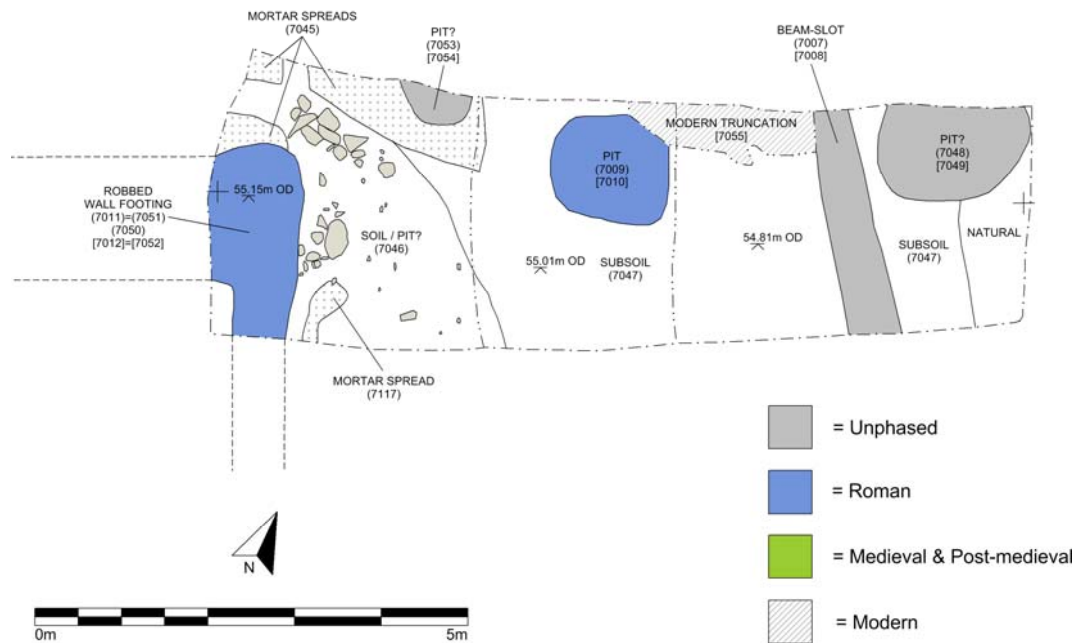 MORTAR SPREADS
(7045)
PIT?
(7053)
[7054]
BEAM-SLOT
(7007)
[7008]
MODERN TRUNCATION
[7055]
PIT
(7009)
[7010]
PIT?
(7048)
[7049]
ROBBED
WALL FOOTING
(7011)=(7051)
(7050)
[7012]=[7052]
55.15m OD
SOIL / PIT?
(7046)
55.01m OD
SUBSOIL
(7047)
54.81m OD
SUBSOIL
(7047)
NATURAL
MORTAR SPREAD
(7117)
= Unphased
= Roman
= Medieval & Post-medieval
= Modern
N
0m
5m